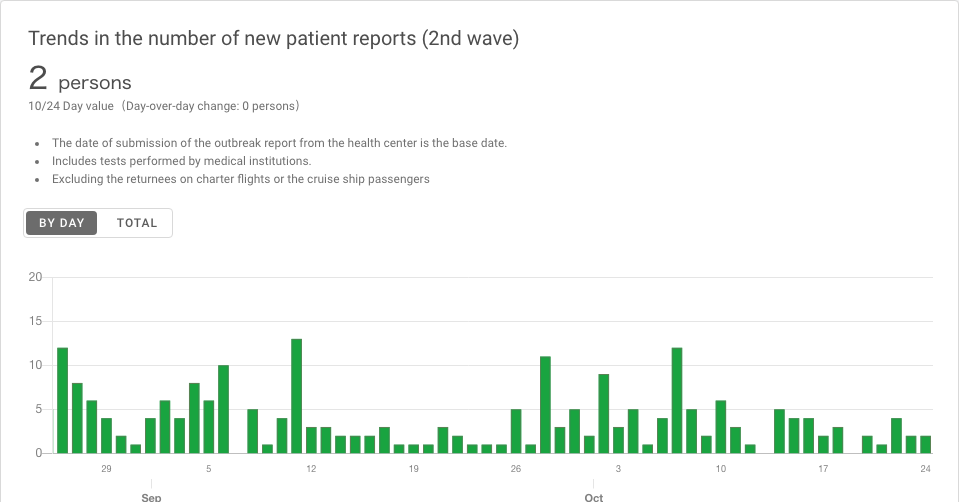 Trends in the number of new patient reports (2nd wave)
2 persons
10/24 Day value (Day-over-day change: 0 persons)
The date of submission of the outbreak report from the health center is the base date.
Includes tests performed by medical institutions.
Excluding the returnees on charter flights or the cruise ship passengers
BY DAY TOTAL
20
15
10
5
0
29 5 12 19 26 3 10 17 24
Sep Oct